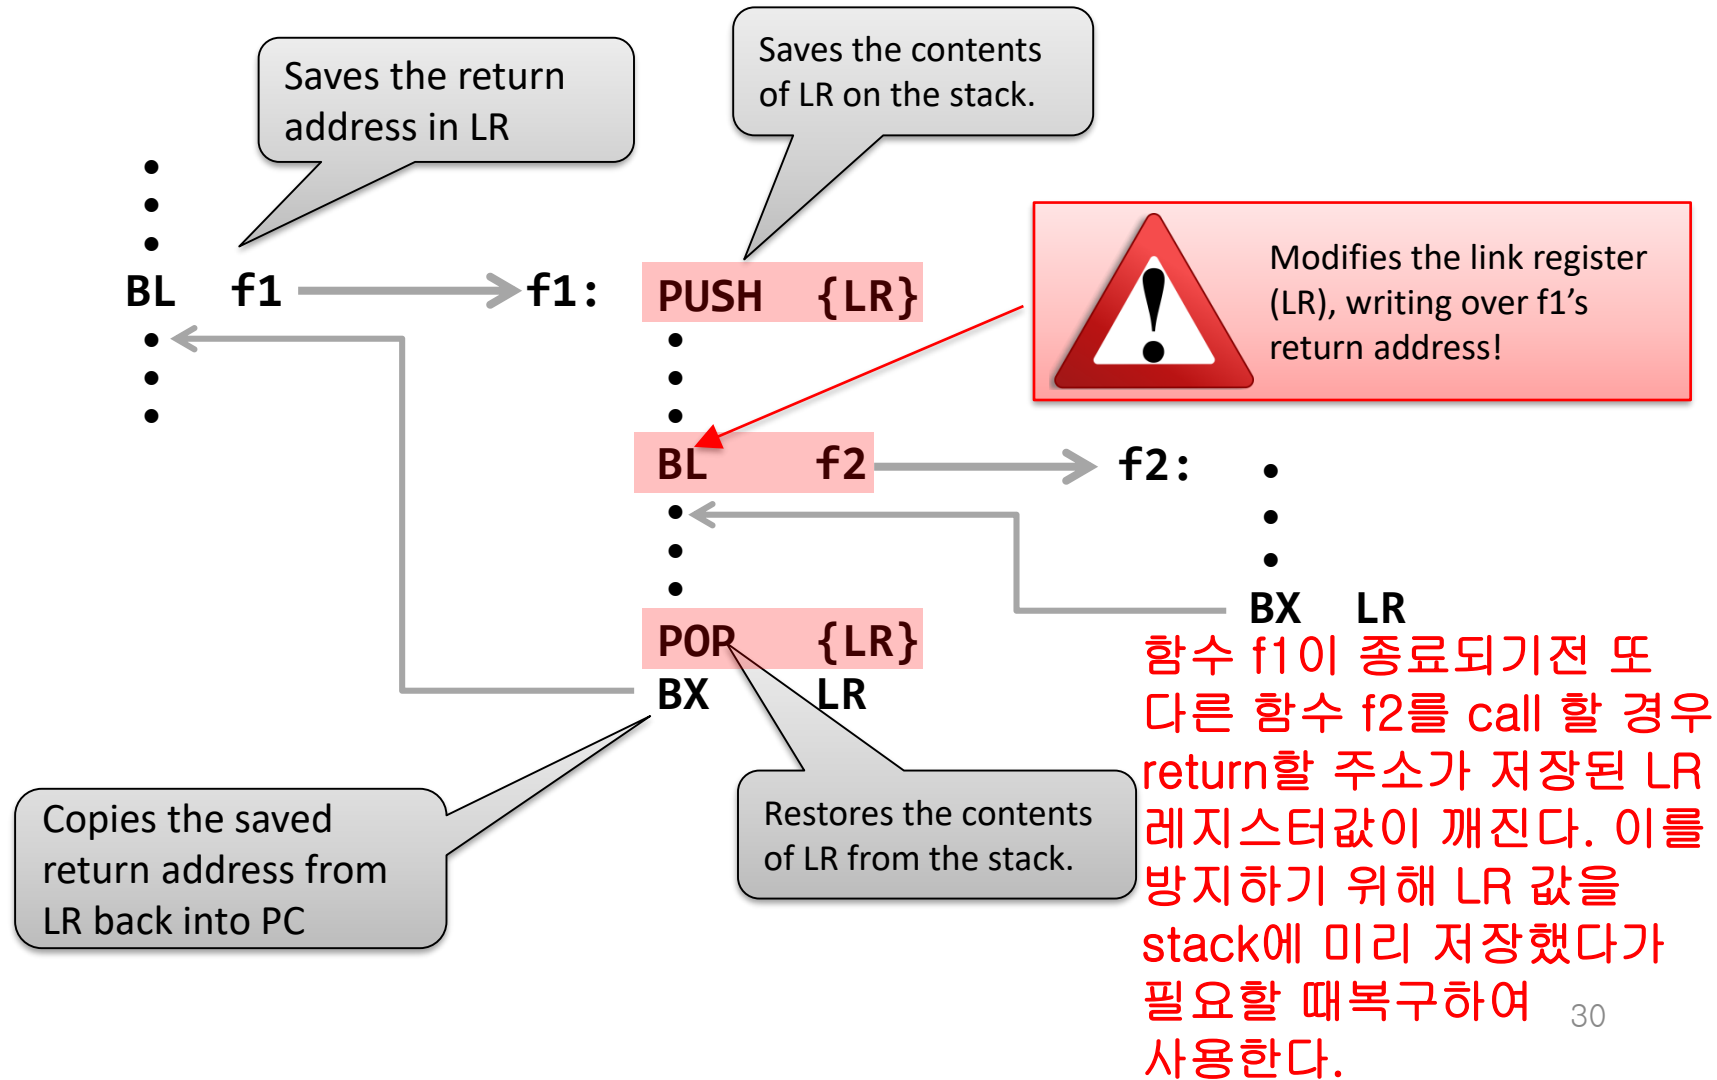 Saves the return
address in LR
Saves the contents
of LR on the stack.
Modifies the link register
(LR), writing over f1’s
return address!
BL f1
f1: PUSH {LR}
BL f2
f2:
BX LR
POP {LR}
BX LR
Copies the saved
return address from
LR back into PC
Restores the contents
of LR from the stack.
함수 f1이 종료되기전 또
다른 함수 f2를 call 할 경우
return할 주소가 저장된 LR
레지스터값이 깨진다. 이를
방지하기 위해 LR 값을
stack에 미리 저장했다가
필요할 때복구하여
사용한다.
30